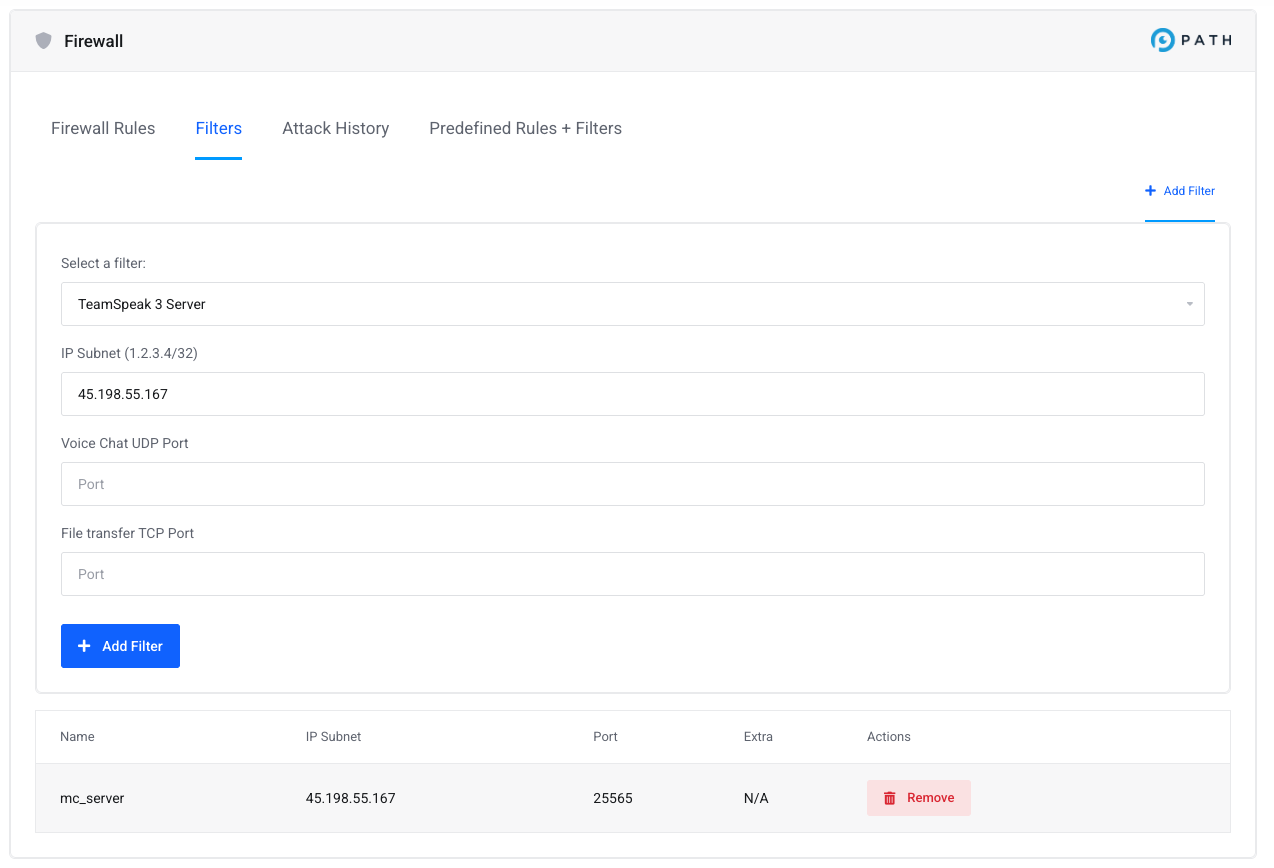 Firewall
PATH
Firewall Rules Filters Attack History Predefined Rules + Filters
+ Add Filter
Select a filter:
TeamSpeak 3 Server
IP Subnet (1.2.3.4/32)
45.198.55.167
Voice Chat UDP Port
Port
File transfer TCP Port
Port
+ Add Filter
Name IP Subnet Port Extra Actions
mc_server 45.198.55.167 25565 N/A Remove